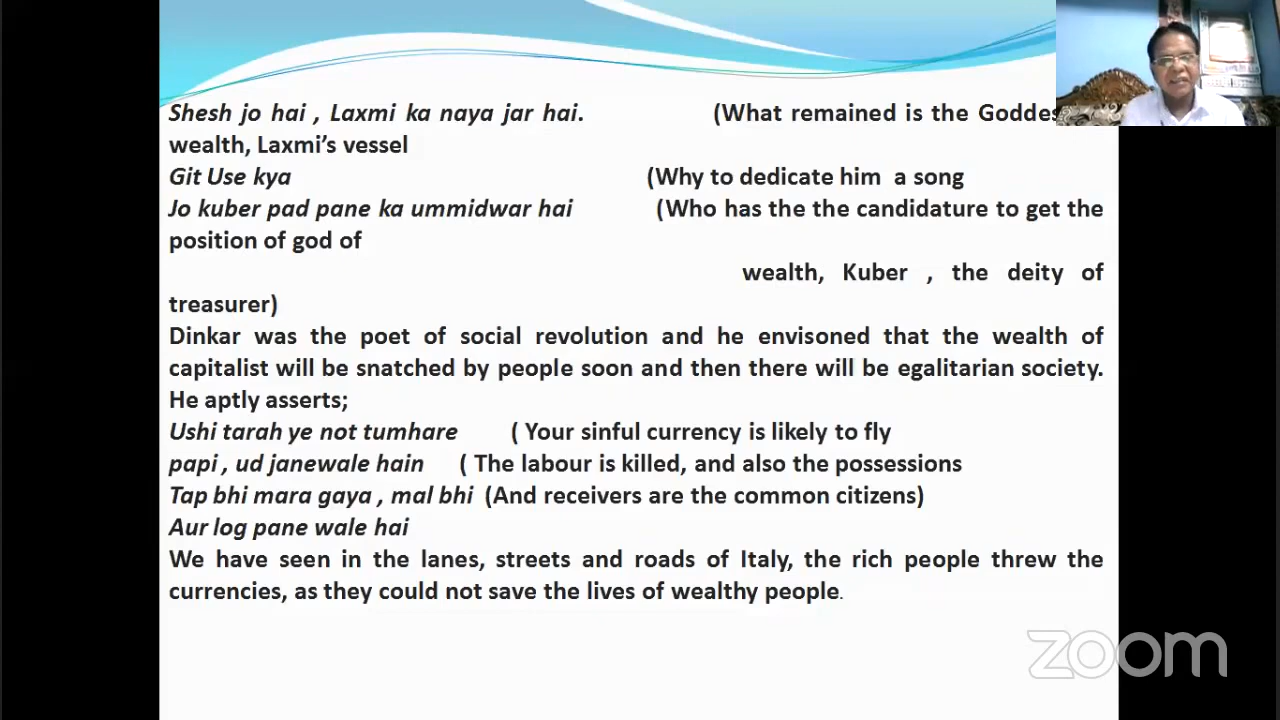 Shesh jo hai , Laxmi ka naya jar hai. (What remained is the
wealth, Laxmi’s vessel
Git Use kya (Why to dedicate him a song
Jo kuber pad pane ka ummidwar hai (Who has the the candidature to get the
position of god of
wealth, Kuber , the deity of
treasurer)
Dinkar was the poet of social revolution and he envisoned that the wealth of
capitalist will be snatched by people soon and then there will be egalitarian society.
He aptly asserts;
Ushi tarah ye not tumhare ( Your sinful currency is likely to fly
papi , ud janewale hain ( The labour is killed, and also the possessions
Tap bhi mara gaya , mal bhi (And receivers are the common citizens)
Aur log pane wale hai
We have seen in the lanes, streets and roads of Italy, the rich people threw the
currencies, as they could not save the lives of wealthy people.
zoom